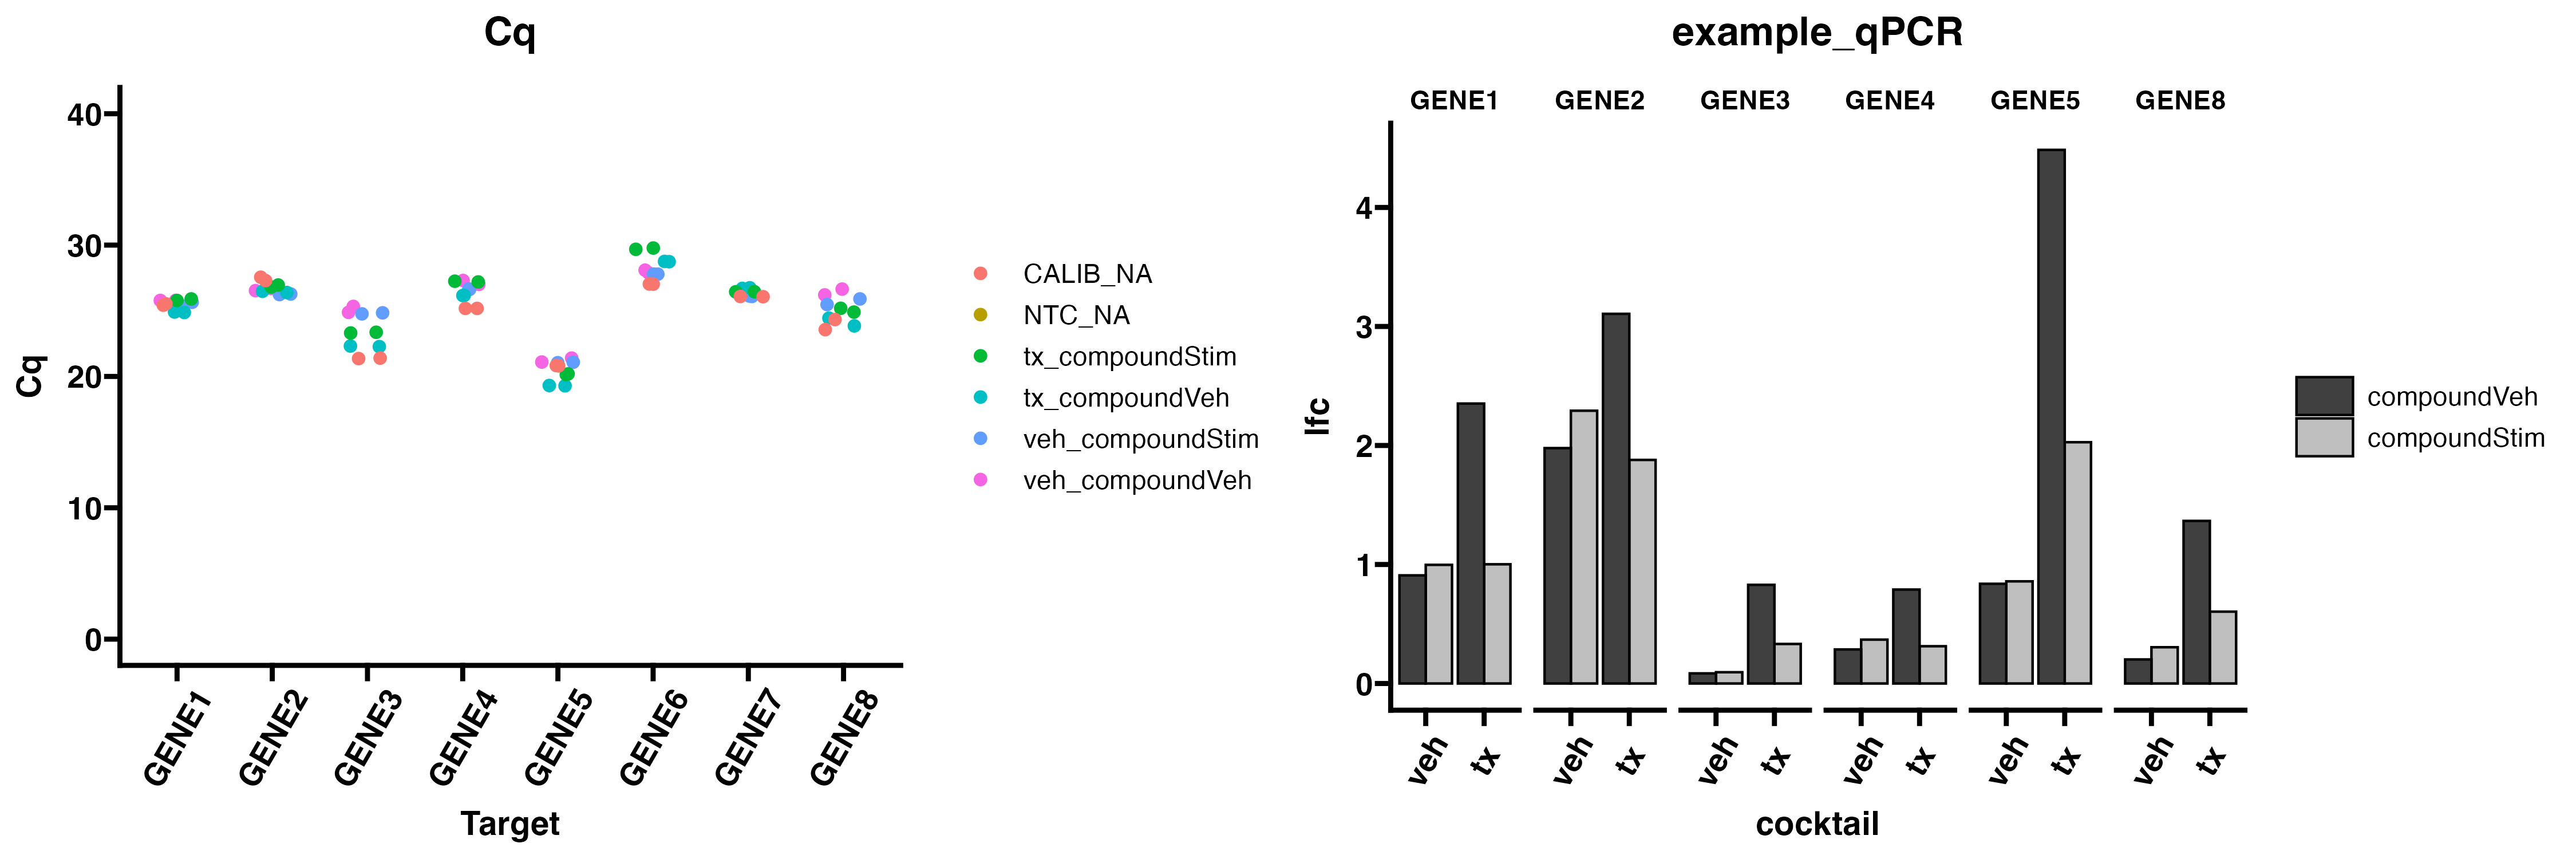 Cq
40
30
20
10
0
Cq
GENE1
GENE2
GENE3
GENE4
GENE5
GENE6
GENE7
GENE8
Target
CALIB_NA
NTC_NA
tx_compoundStim
tx_compoundVeh
veh_compoundStim
veh_compoundVeh
example_qPCR
GENE1 GENE2 GENE3 GENE4 GENE5 GENE8
4
3
2
1
0
lfc
veh tx veh tx veh tx veh tx veh tx veh tx
cocktail
compoundVeh
compoundStim